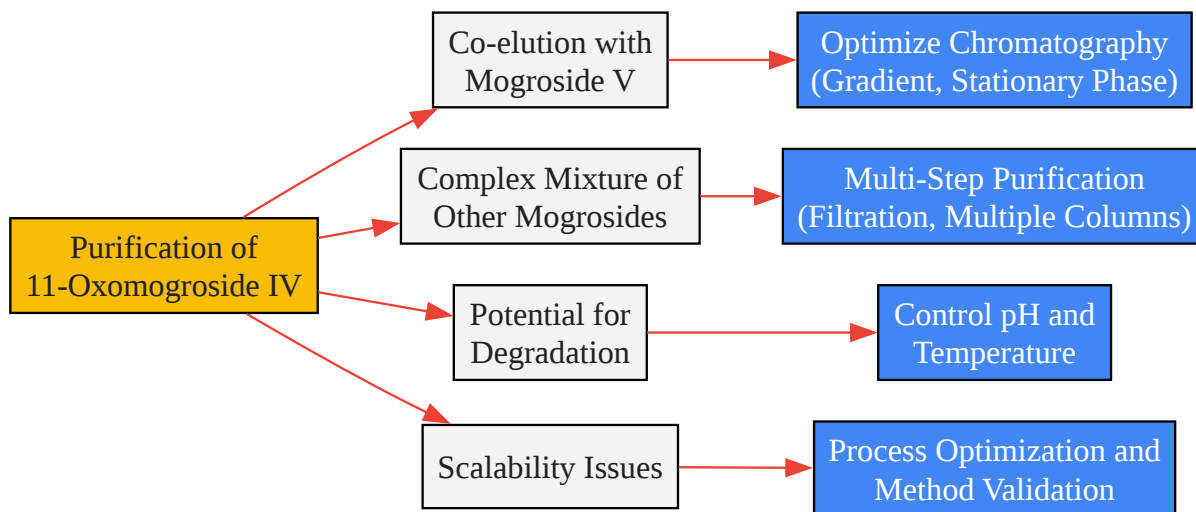 Purification of
11-Oxomogroside IV
Co-elution with
Mogroside V
Optimize Chromatography
(Gradient, Stationary Phase)
Complex Mixture of
Other Mogrosides
Multi-Step Purification
(Filtration, Multiple Columns)
Potential for
Degradation
Control pH and
Temperature
Scalability Issues
Process Optimization and
Method Validation